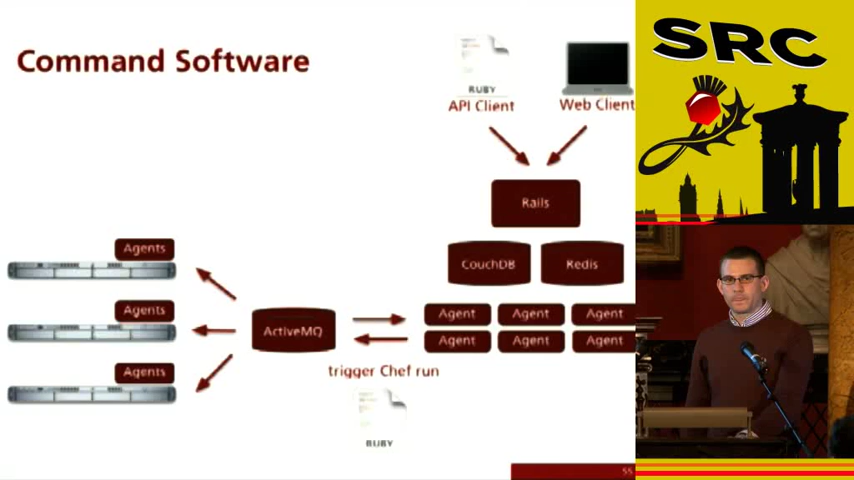 Command Software
SRC
RUBY
API Client
Web Client
Rails
CouchDB
Redis
Agents
Agents
Agents
ActiveMQ
Agent
Agent
Agent
Agent
Agent
Agent
trigger Chef run
RUBY
55